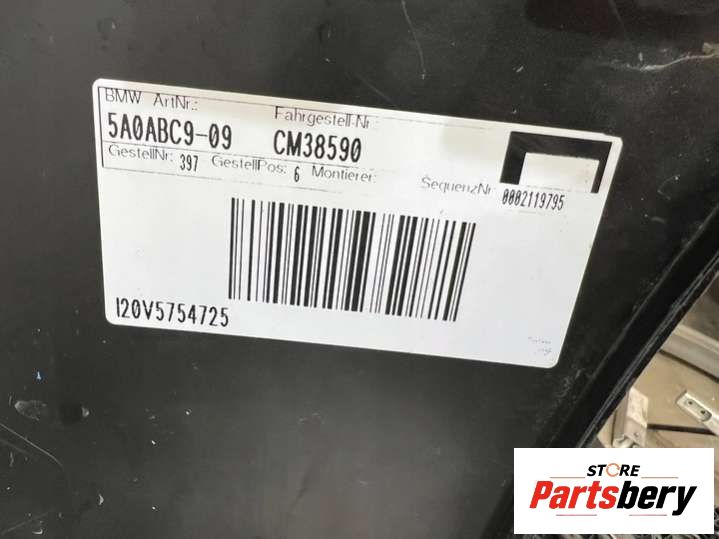 BMW ArtNr.: Fahrgestell-Nr
5A0ABC9-09 CM38590
GestellNr: 397 GestellPos: 6 Montierer: SequenzNr 0002119795
I20V5754725
STORE
Partsbery